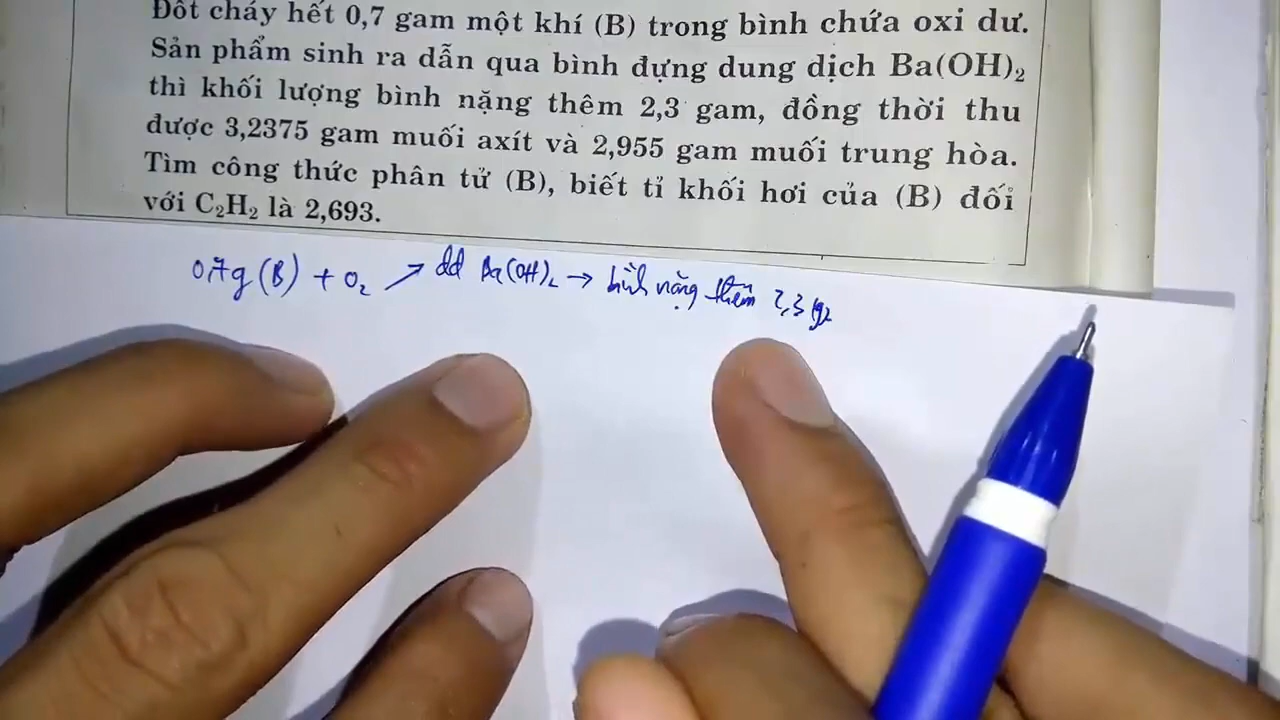 Đốt cháy hết 0,7 gam một khí (B) trong bình chứa oxi dư.
Sản phẩm sinh ra dẫn qua bình đựng dung dịch Ba(OH)₂
thì khối lượng bình nặng thêm 2,3 gam, đồng thời thu
được 3,2375 gam muối axít và 2,955 gam muối trung hòa.
Tìm công thức phân tử (B), biết tỉ khối hơi của (B) đối
với C₂H₂ là 2,693.
0,7g (B) + O₂ ↗ dd Ba(OH)₂ → bình nặng thêm 2,3 g